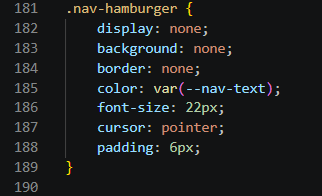 181 .nav-hamburger {
182     display: none;
183     background: none;
184     border: none;
185     color: var(--nav-text);
186     font-size: 22px;
187     cursor: pointer;
188     padding: 6px;
189 }
190